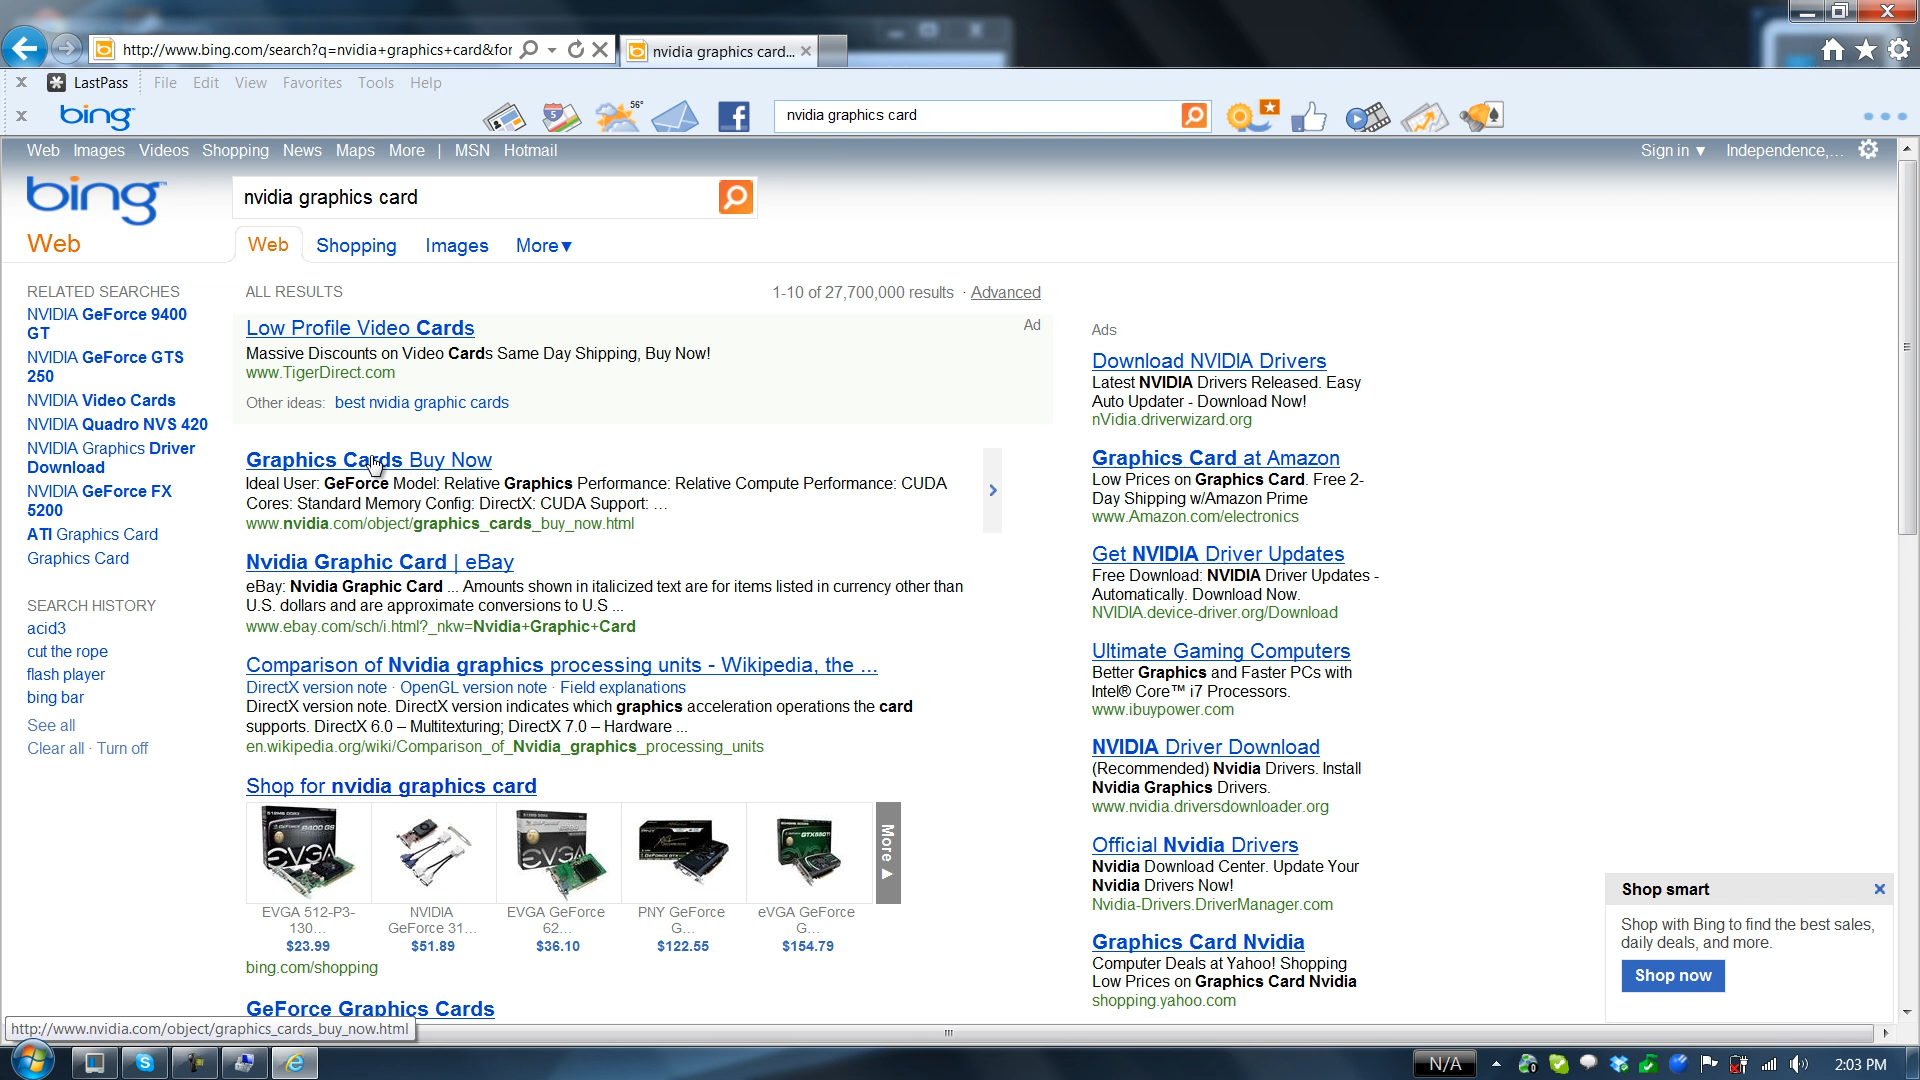 http://www.bing.com/search?q=nvidia+graphics+card&for
nvidia graphics card...
LastPass File Edit View Favorites Tools Help
bing 5 56° nvidia graphics card
Web Images Videos Shopping News Maps More | MSN Hotmail
Sign in ▼ Independence,...
bing
nvidia graphics card
Web
Web Shopping Images More▼
RELATED SEARCHES
NVIDIA GeForce 9400
GT
NVIDIA GeForce GTS
250
NVIDIA Video Cards
NVIDIA Quadro NVS 420
NVIDIA Graphics Driver
Download
NVIDIA GeForce FX
5200
ATI Graphics Card
Graphics Card
SEARCH HISTORY
acid3
cut the rope
flash player
bing bar
See all
Clear all · Turn off
ALL RESULTS
1-10 of 27,700,000 results · Advanced
Low Profile Video Cards
Ad
Massive Discounts on Video Cards Same Day Shipping, Buy Now!
www.TigerDirect.com
Other ideas: best nvidia graphic cards
Graphics Cards Buy Now
Ideal User: GeForce Model: Relative Graphics Performance: Relative Compute Performance: CUDA
Cores: Standard Memory Config: DirectX: CUDA Support: ...
www.nvidia.com/object/graphics_cards_buy_now.html
Nvidia Graphic Card | eBay
eBay: Nvidia Graphic Card ... Amounts shown in italicized text are for items listed in currency other than
U.S. dollars and are approximate conversions to U.S ...
www.ebay.com/sch/i.html?_nkw=Nvidia+Graphic+Card
Comparison of Nvidia graphics processing units - Wikipedia, the ...
DirectX version note · OpenGL version note · Field explanations
DirectX version note. DirectX version indicates which graphics acceleration operations the card
supports. DirectX 6.0 – Multitexturing; DirectX 7.0 – Hardware ...
en.wikipedia.org/wiki/Comparison_of_Nvidia_graphics_processing_units
Shop for nvidia graphics card
EVGA
9400 GS
EVGA
PNY
GTX550Ti
More
EVGA 512-P3-
130...
$23.99
NVIDIA
GeForce 31...
$51.89
EVGA GeForce
62...
$36.10
PNY GeForce
G...
$122.55
eVGA GeForce
G...
$154.79
bing.com/shopping
GeForce Graphics Cards
Ads
Download NVIDIA Drivers
Latest NVIDIA Drivers Released. Easy
Auto Updater - Download Now!
nVidia.driverwizard.org
Graphics Card at Amazon
Low Prices on Graphics Card. Free 2-
Day Shipping w/Amazon Prime
www.Amazon.com/electronics
Get NVIDIA Driver Updates
Free Download: NVIDIA Driver Updates -
Automatically. Download Now.
NVIDIA.device-driver.org/Download
Ultimate Gaming Computers
Better Graphics and Faster PCs with
Intel® Core™ i7 Processors.
www.ibuypower.com
NVIDIA Driver Download
(Recommended) Nvidia Drivers. Install
Nvidia Graphics Drivers.
www.nvidia.driversdownloader.org
Official Nvidia Drivers
Nvidia Download Center. Update Your
Nvidia Drivers Now!
Nvidia-Drivers.DriverManager.com
Graphics Card Nvidia
Computer Deals at Yahoo! Shopping
Low Prices on Graphics Card Nvidia
shopping.yahoo.com
Shop smart
Shop with Bing to find the best sales,
daily deals, and more.
Shop now
http://www.nvidia.com/object/graphics_cards_buy_now.html
N/A
2:03 PM